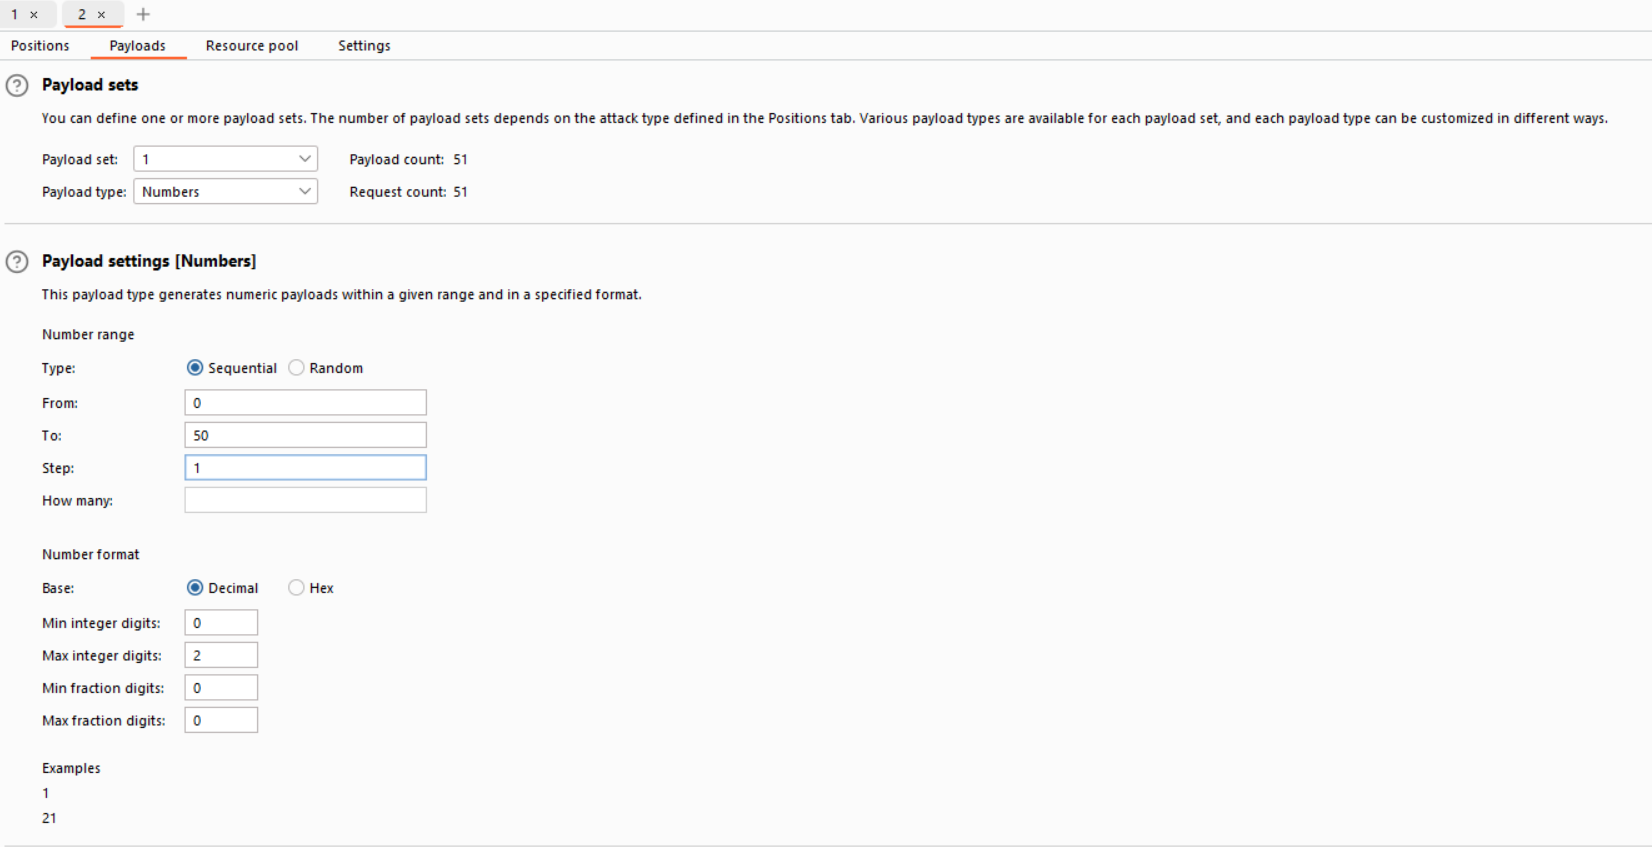 1 × 2 × +
Positions Payloads Resource pool Settings
? Payload sets
You can define one or more payload sets. The number of payload sets depends on the attack type defined in the Positions tab. Various payload types are available for each payload set, and each payload type can be customized in different ways.
Payload set: 1 Payload count: 51
Payload type: Numbers Request count: 51
? Payload settings [Numbers]
This payload type generates numeric payloads within a given range and in a specified format.
Number range
Type: Sequential Random
From: 0
To: 50
Step: 1
How many:
Number format
Base: Decimal Hex
Min integer digits: 0
Max integer digits: 2
Min fraction digits: 0
Max fraction digits: 0
Examples
1
21